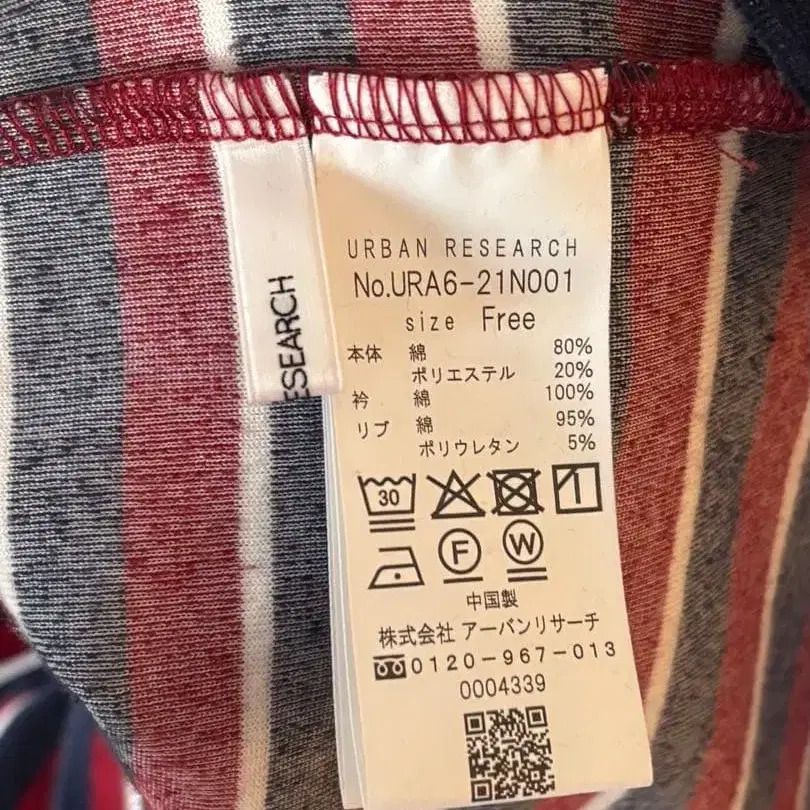 ESEARCH
URBAN RESEARCH
No.URA6-21N001
size Free
本体 綿 80%
ポリエステル 20%
衿 綿 100%
リブ 綿 95%
ポリウレタン 5%
30
F W
中国製
株式会社 アーバンリサーチ
0120-967-013
0004339